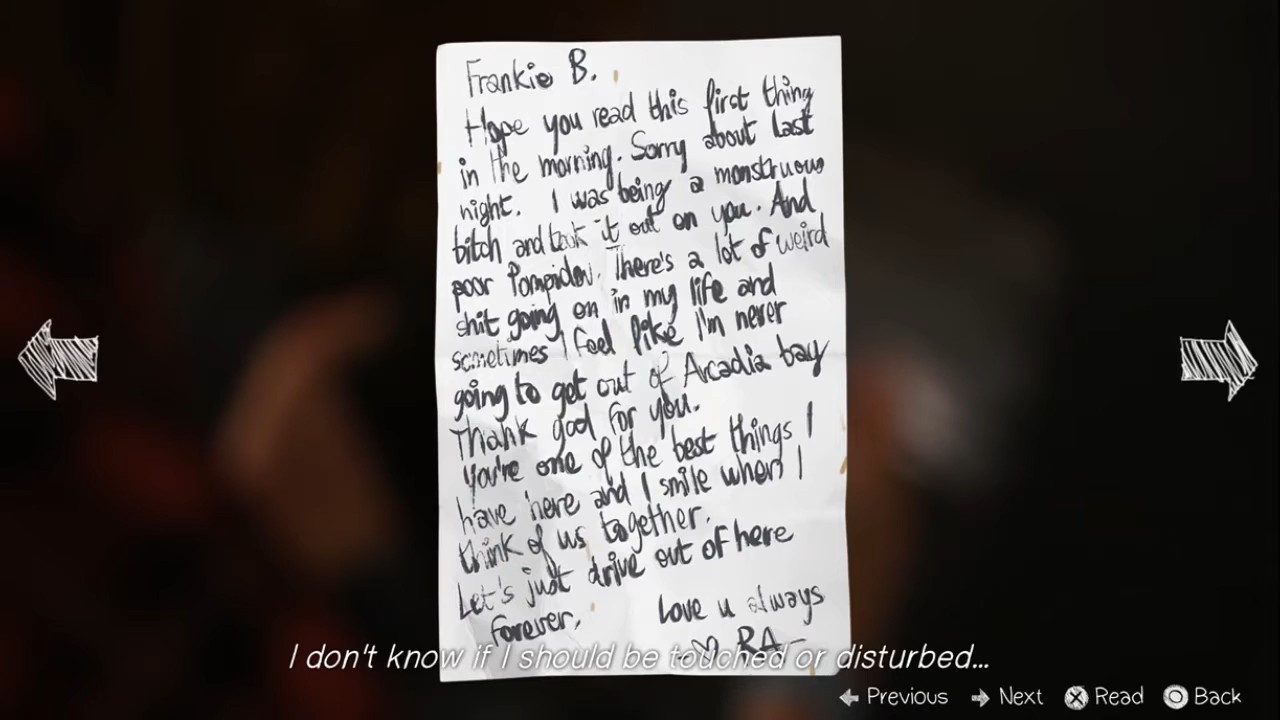 Frankie B.
Hope you read this first thing
in the morning. Sorry about last
night. I was being a monstruous
bitch and took it out on you. And
poor Pompidou. There's a lot of weird
shit going on in my life and
sometimes I feel like I'm never
going to get out of Arcadia bay
Thank god for you.
You're one of the best things I
have here and I smile when I
think of us together.
Let's just drive out of here
forever.
Love u always
-♡ RA-
I don't know if I should be touched or disturbed...
Previous Next Read Back